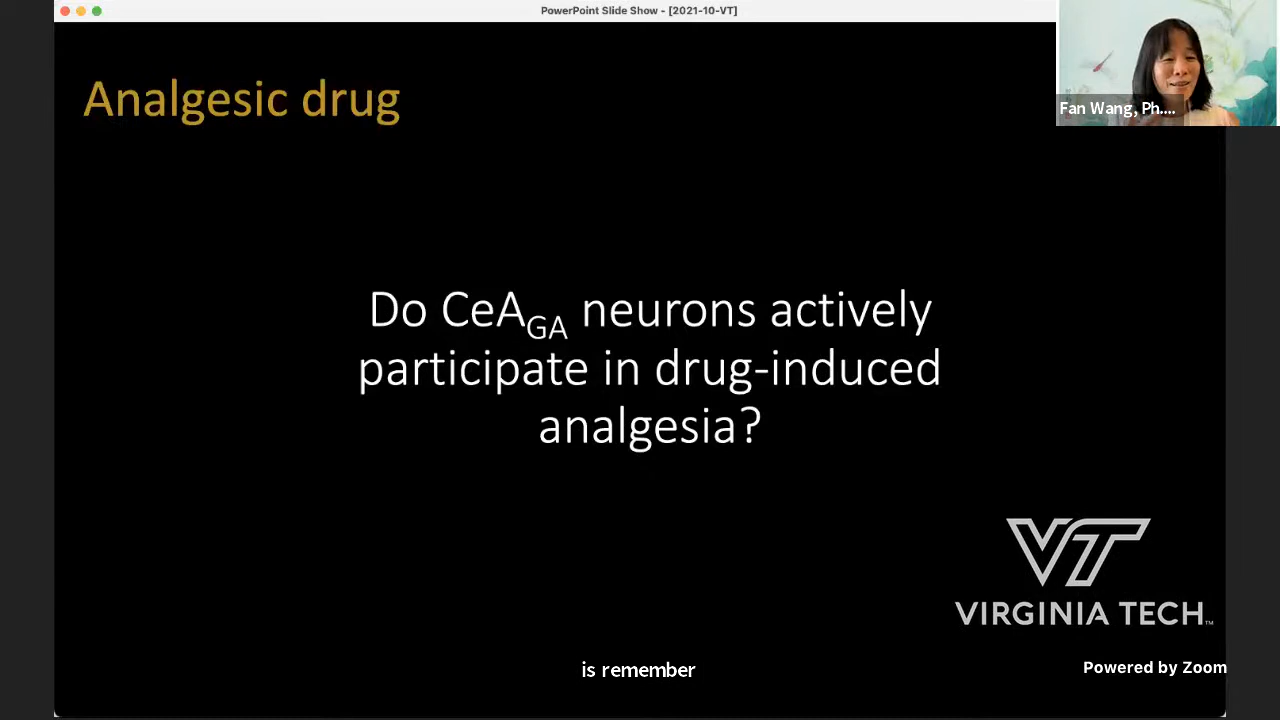 PowerPoint Slide Show - [2021-10-VT]
Analgesic drug
Fan Wang, Ph....
Do CeAGA neurons actively
participate in drug-induced
analgesia?
VT
VIRGINIA TECH™
is remember
Powered by Zoom